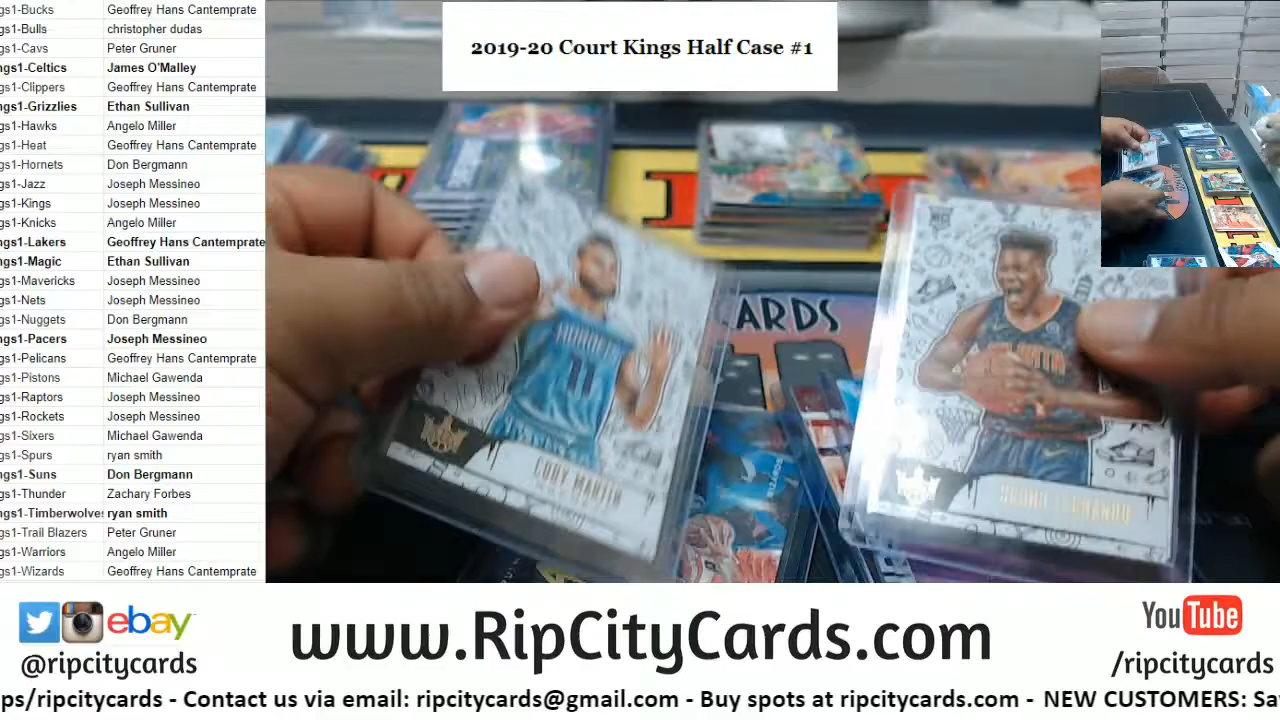 gs1-Bucks Geoffrey Hans Cantemprate
gs1-Bulls christopher dudas
gs1-Cavs Peter Gruner
ngs1-Celtics James O'Malley
gs1-Clippers Geoffrey Hans Cantemprate
ngs1-Grizzlies Ethan Sullivan
gs1-Hawks Angelo Miller
gs1-Heat Geoffrey Hans Cantemprate
gs1-Hornets Don Bergmann
gs1-Jazz Joseph Messineo
gs1-Kings Joseph Messineo
gs1-Knicks Angelo Miller
ngs1-Lakers Geoffrey Hans Cantemprate
ngs1-Magic Ethan Sullivan
gs1-Mavericks Joseph Messineo
gs1-Nets Joseph Messineo
gs1-Nuggets Don Bergmann
ngs1-Pacers Joseph Messineo
gs1-Pelicans Geoffrey Hans Cantemprate
gs1-Pistons Michael Gawenda
gs1-Raptors Joseph Messineo
gs1-Rockets Joseph Messineo
gs1-Sixers Michael Gawenda
gs1-Spurs ryan smith
ngs1-Suns Don Bergmann
gs1-Thunder Zachary Forbes
ngs1-Timberwolves ryan smith
gs1-Trail Blazers Peter Gruner
gs1-Warriors Angelo Miller
gs1-Wizards Geoffrey Hans Cantemprate
2019-20 Court Kings Half Case #1
ARDS
11
CODY MARTIN
BRUNO FERNANDO
ebay
@ripcitycards
www.RipCityCards.com
YouTube
/ripcitycards
ps/ripcitycards - Contact us via email: ripcitycards@gmail.com - Buy spots at ripcitycards.com - NEW CUSTOMERS: Sa